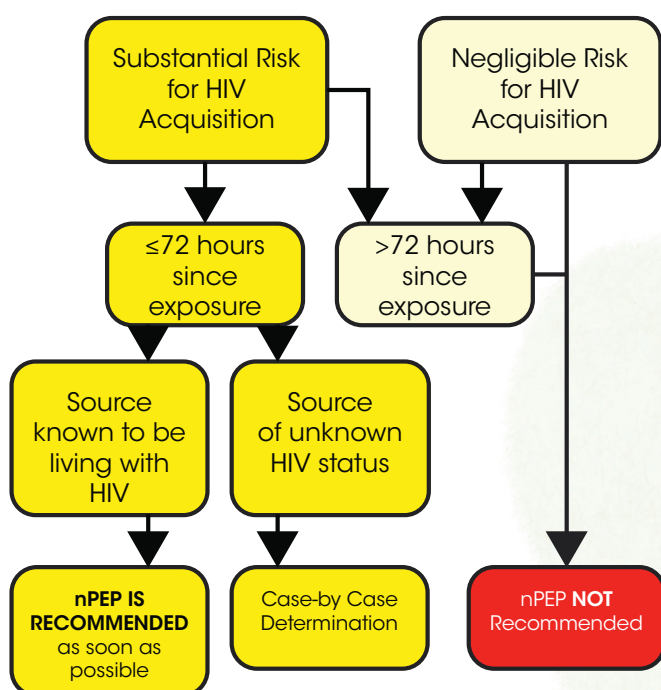 Substantial Risk
for HIV
Acquisition
Negligible Risk
for HIV
Acquisition
≤72 hours
since
exposure
>72 hours
since
exposure
Source
known to be
living with
HIV
Source
of unknown
HIV status
nPEP IS
RECOMMENDED
as soon as
possible
Case-by Case
Determination
nPEP NOT
Recommended